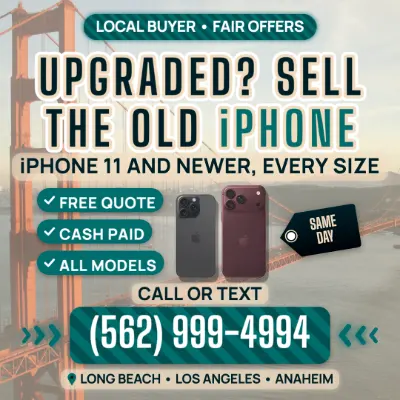 LOCAL BUYER • FAIR OFFERS
UPGRADED? SELL
THE OLD iPHONE
iPHONE 11 AND NEWER, EVERY SIZE
FREE QUOTE
CASH PAID
ALL MODELS
SAME
DAY
CALL OR TEXT
(562) 999-4994
LONG BEACH • LOS ANGELES • ANAHEIM